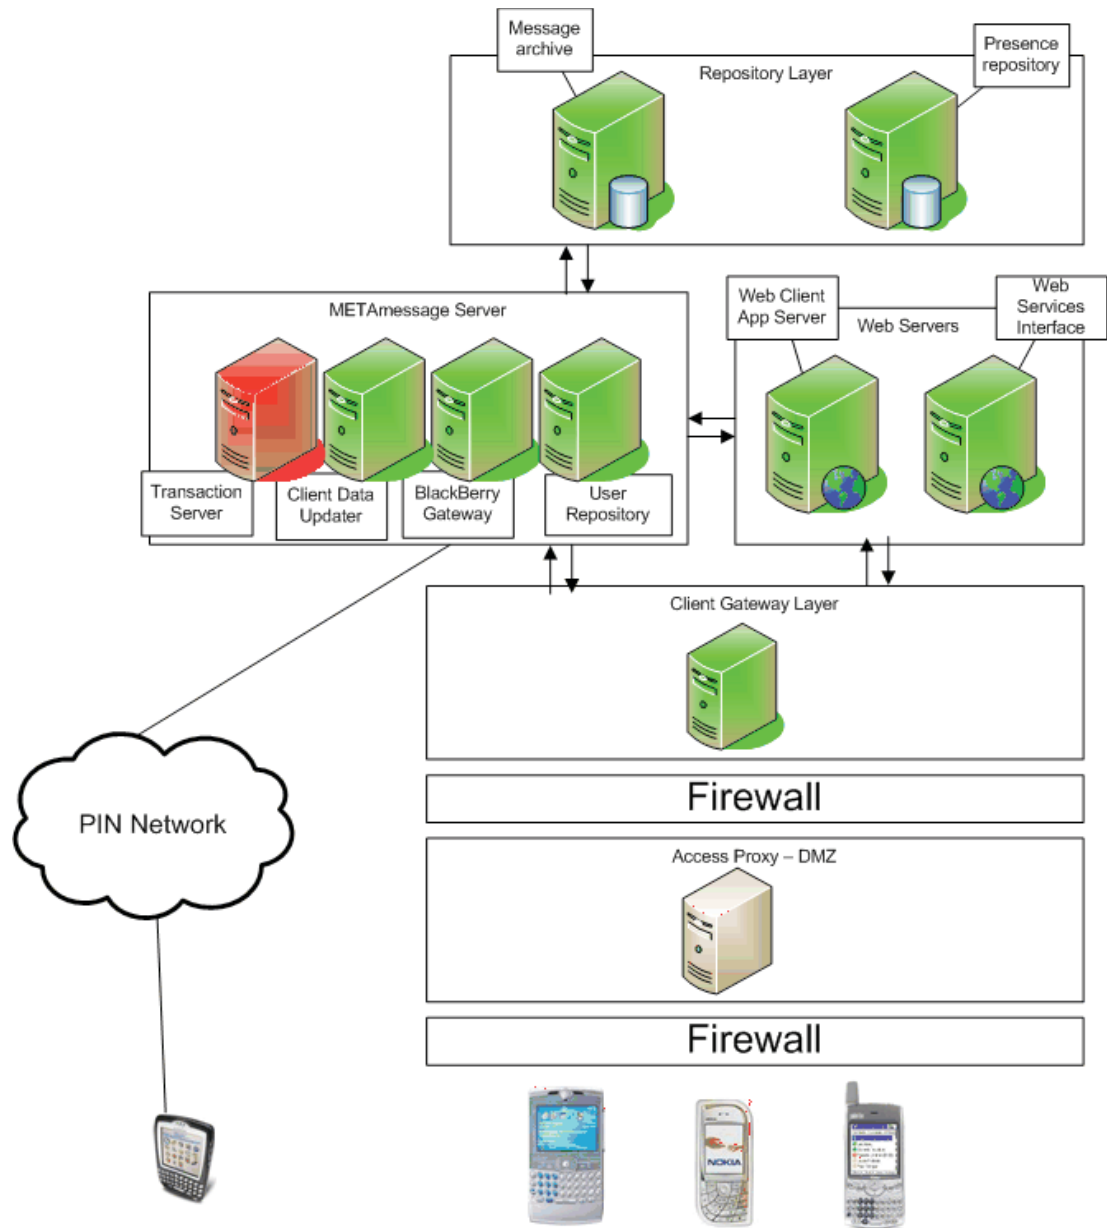 Message
archive
Presence
repository
Repository Layer
METAmessage Server
Web Client
App Server
Web
Services
Interface
Web Servers
Transaction
Server
Client Data
Updater
BlackBerry
Gateway
User
Repository
Client Gateway Layer
Firewall
PIN Network
Access Proxy – DMZ
Firewall
NOKIA